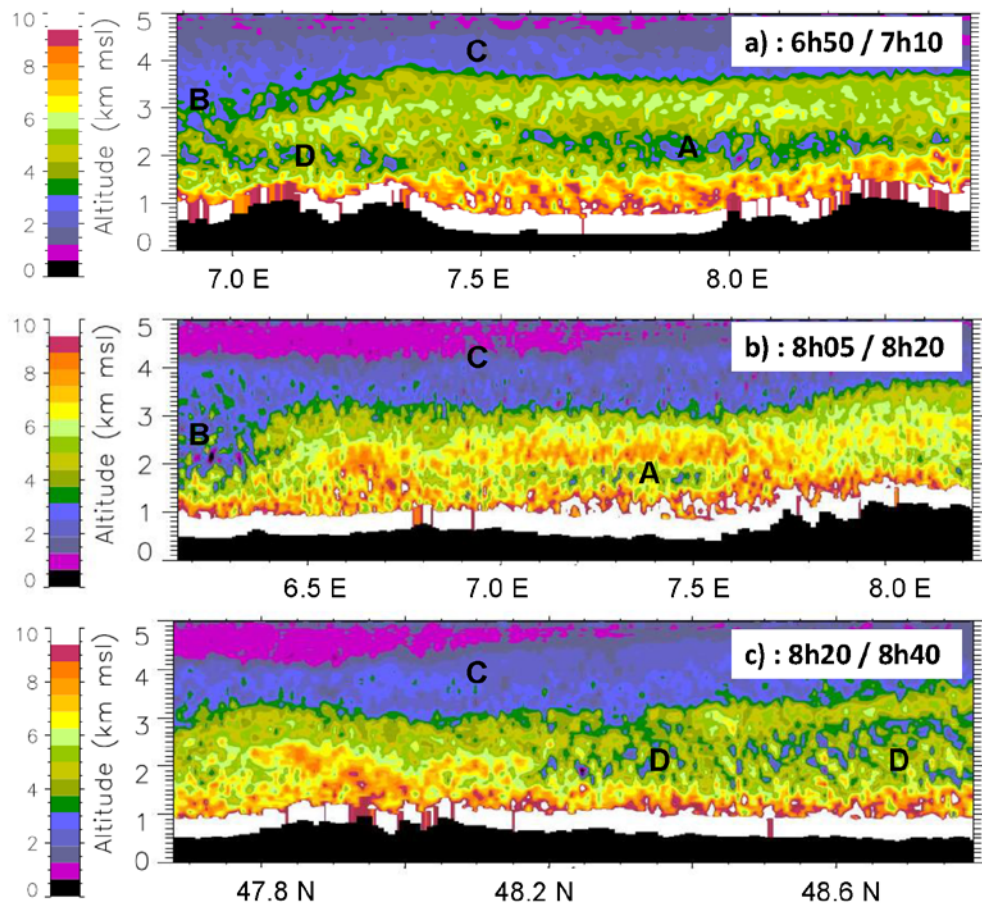 10
8
6
4
2
0
Altitude (km msl)
5
4
3
2
1
0
a) : 6h50 / 7h10
C
B
A
D
7.0 E 7.5 E 8.0 E
10
8
6
4
2
0
Altitude (km msl)
5
4
3
2
1
0
b) : 8h05 / 8h20
C
B
A
6.5 E 7.0 E 7.5 E 8.0 E
10
8
6
4
2
0
Altitude (km msl)
5
4
3
2
1
0
c) : 8h20 / 8h40
C
D D
47.8 N 48.2 N 48.6 N